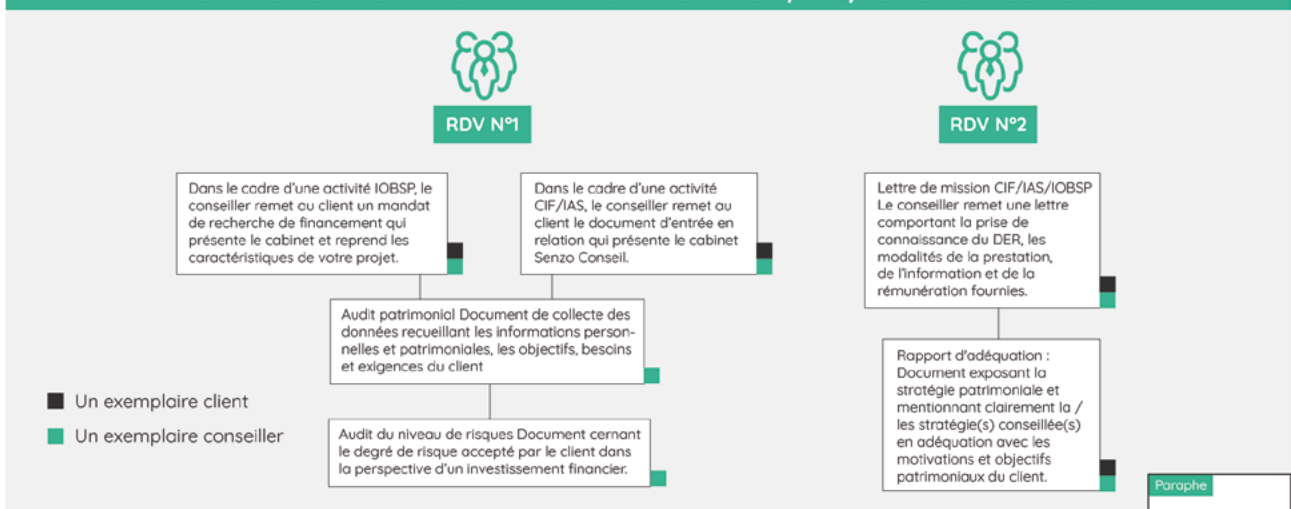 RDV N°1
RDV N°2
Dans le cadre d'une activité IOBSP, le
conseiller remet au client un mandat
de recherche de financement qui
présente le cabinet et reprend les
caractéristiques de votre projet.
Dans le cadre d'une activité
CIF/IAS, le conseiller remet au
client le document d'entrée en
relation qui présente le cabinet
Senzo Conseil.
Lettre de mission CIF/IAS/IOBSP
Le conseiller remet une lettre
comportant la prise de
connaissance du DER, les
modalités de la prestation,
de l'information et de la
rémunération fournies.
Audit patrimonial Document de collecte des
données recueillant les informations person-
nelles et patrimoniales, les objectifs, besoins
et exigences du client
Rapport d'adéquation :
Document exposant la
stratégie patrimoniale et
mentionnant clairement la /
les stratégie(s) conseillée(s)
en adéquation avec les
motivations et objectifs
patrimoniaux du client.
Un exemplaire client
Un exemplaire conseiller
Audit du niveau de risques Document cernant
le degré de risque accepté par le client dans
la perspective d'un investissement financier.
Paraphe